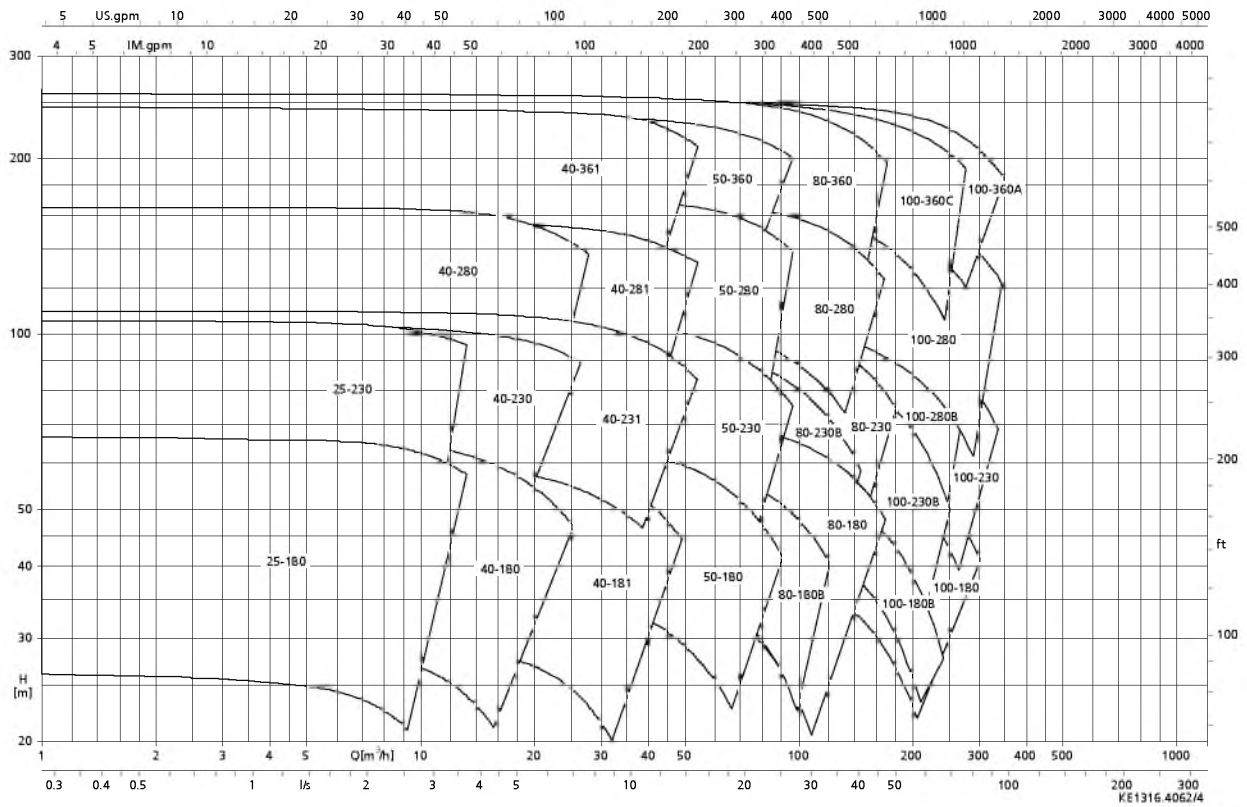 5 US.gpm 10 20 30 40 50 100 200 300 400 500 1000 2000 3000 4000 5000
4 5 IM.gpm 10 20 30 40 50 100 200 300 400 500 1000 2000 4000
300
200
40-361 50-360 80-360 100-360C 100-360A
500
40-280 40-281 50-280 80-280
400
100 100-280
300
25-230 40-230 40-231 50-230 80-230B 80-230 100-280B
200
100-230
50 100-230B
80-180
ft
25-1B0 40-1B0 40-181 50-1B0 80-1B0B 100-1B0B 100-1B0
40
30 100
H
[m]
20
1 2 3 4 5 Q[m³/h] 10 20 30 40 50 100 200 300 400 500 1000
0.3 0.4 0.5 1 l/s 2 3 4 5 10 20 30 40 50 100 200 300
KE1316.4062/4